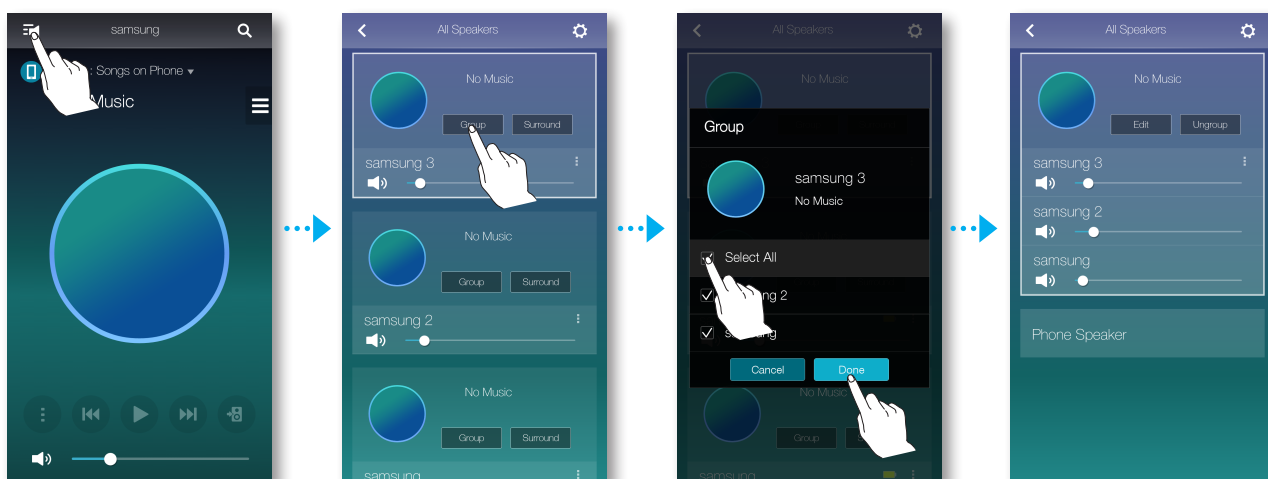 samsung
: Songs on Phone
Music
All Speakers
No Music
Group Surround
samsung 3
No Music
Group Surround
samsung 2
No Music
Group Surround
samsung
All Speakers
No Music
Group
samsung 3
No Music
Select All
samsung 2
samsung
Cancel Done
No Music
Group
samsung
All Speakers
No Music
Edit Ungroup
samsung 3
samsung 2
samsung
Phone Speaker